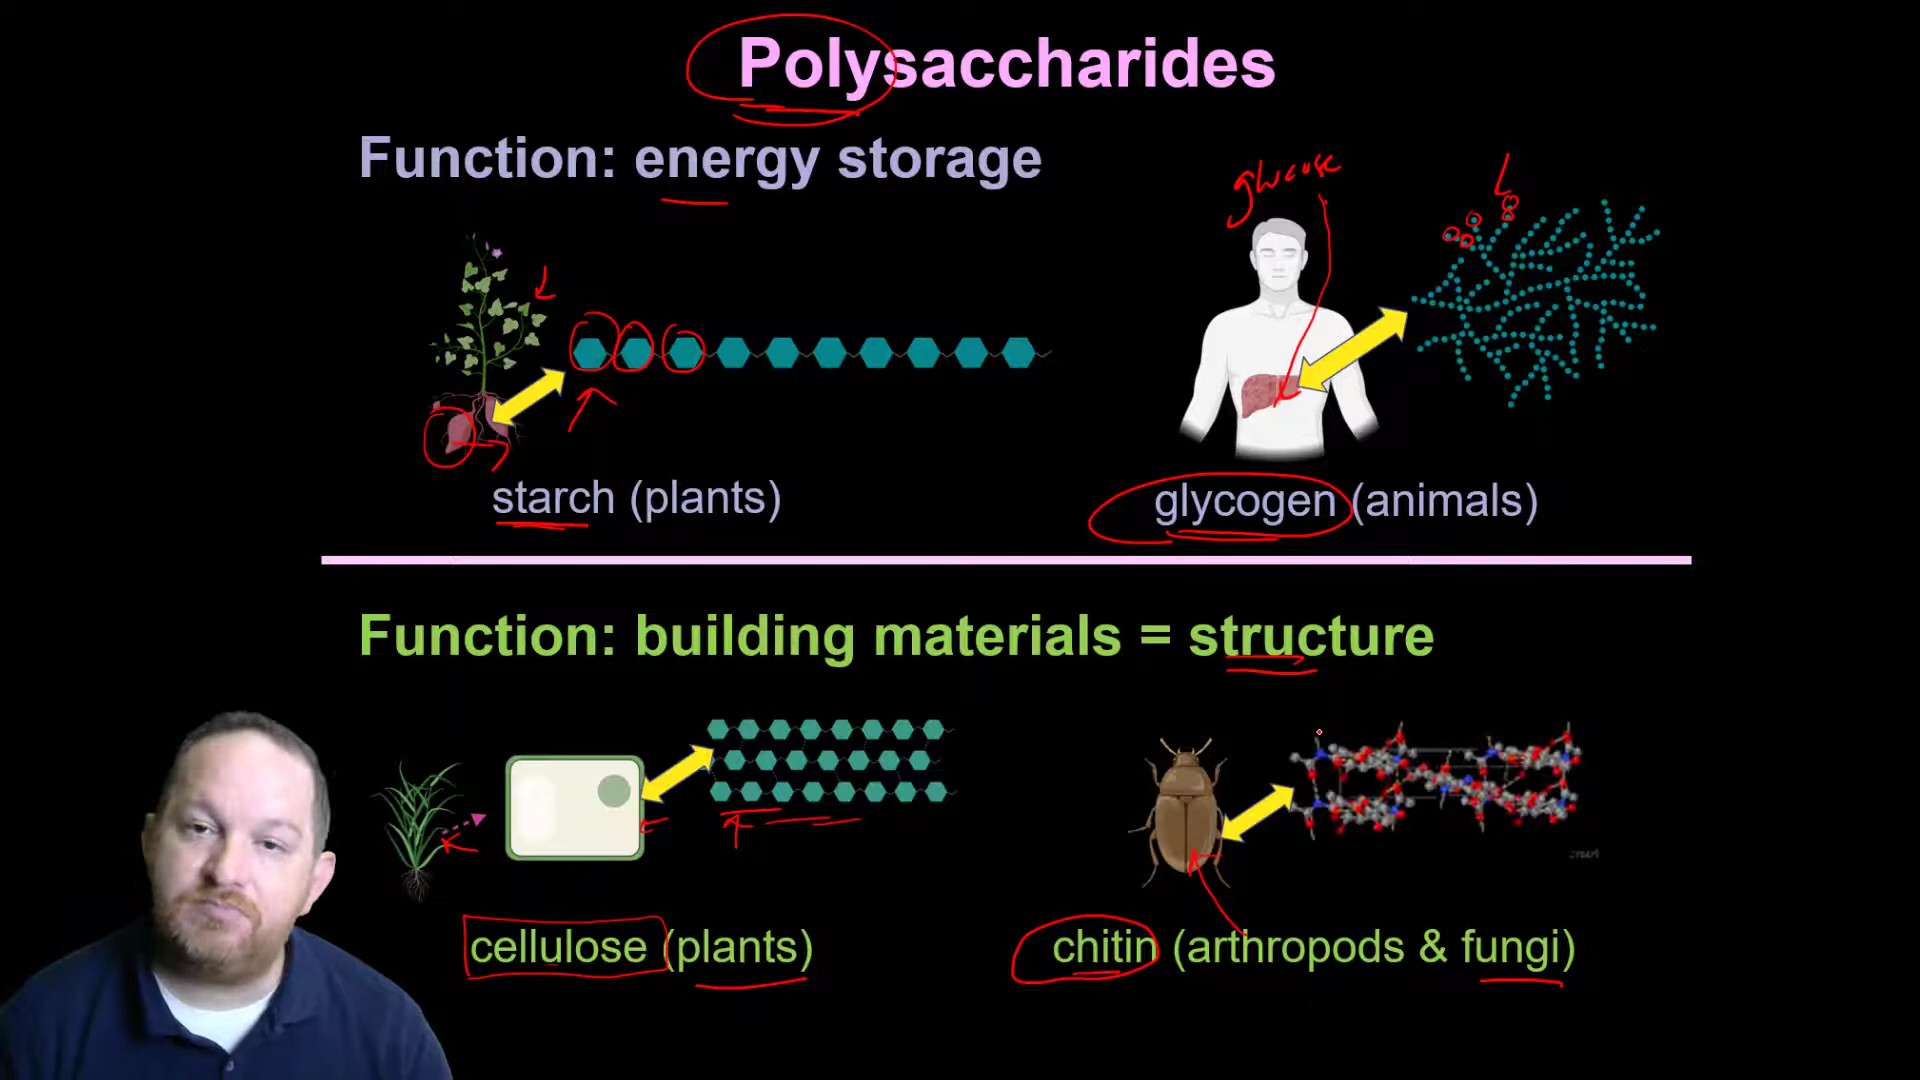 Polysaccharides
Function: energy storage
glucose
starch (plants)
glycogen (animals)
Function: building materials = structure
cellulose (plants)
chitin (arthropods & fungi)